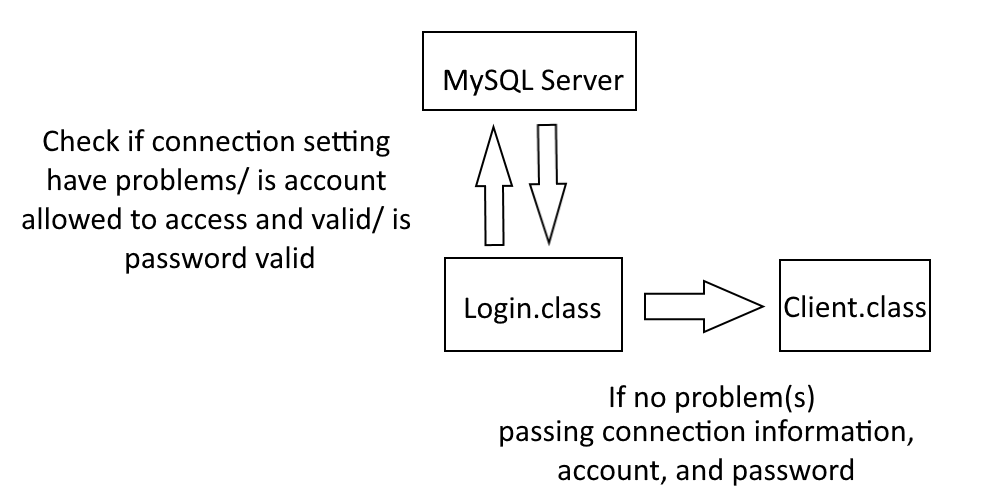 MySQL Server
Check if connection setting
have problems/ is account
allowed to access and valid/ is
password valid
Login.class
Client.class
If no problem(s)
passing connection information,
account, and password